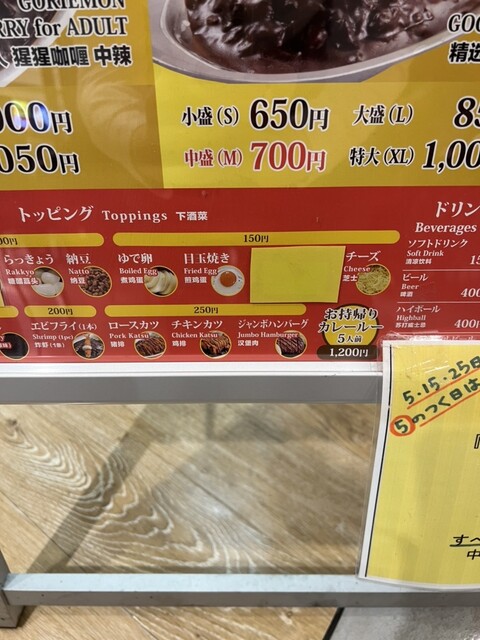 GORIEMON
RRY for ADULT
人 猩猩咖喱 中辣
GOO
精选
000円
050円
小盛(S) 650円 大盛(L) 85
中盛(M) 700円 特大(XL) 1,00
トッピング Toppings 下酒菜
ドリン
Beverages
00円
150円
らっきょう
Rakkyo
糖醋藠头
納豆
Natto
纳豆
ゆで卵
Boiled Egg
煮鸡蛋
目玉焼き
Fried Egg
煎鸡蛋
チーズ
Cheese
芝士
ソフトドリンク
Soft Drink
清凉饮料
15
ビール
Beer
啤酒
400
ハイボール
Highball
苏打威士忌
400
200円
250円
エビフライ(1本)
Shrimp (1pc)
炸虾(1条)
ロースカツ
Pork Katsu
猪排
チキンカツ
Chicken Katsu
鸡排
ジャンボハンバーグ
Jumbo Hamburger
汉堡肉
お持帰り
カレールー
5人前
1,200円
5・15・25日
⑤のつく日は
すべ
中